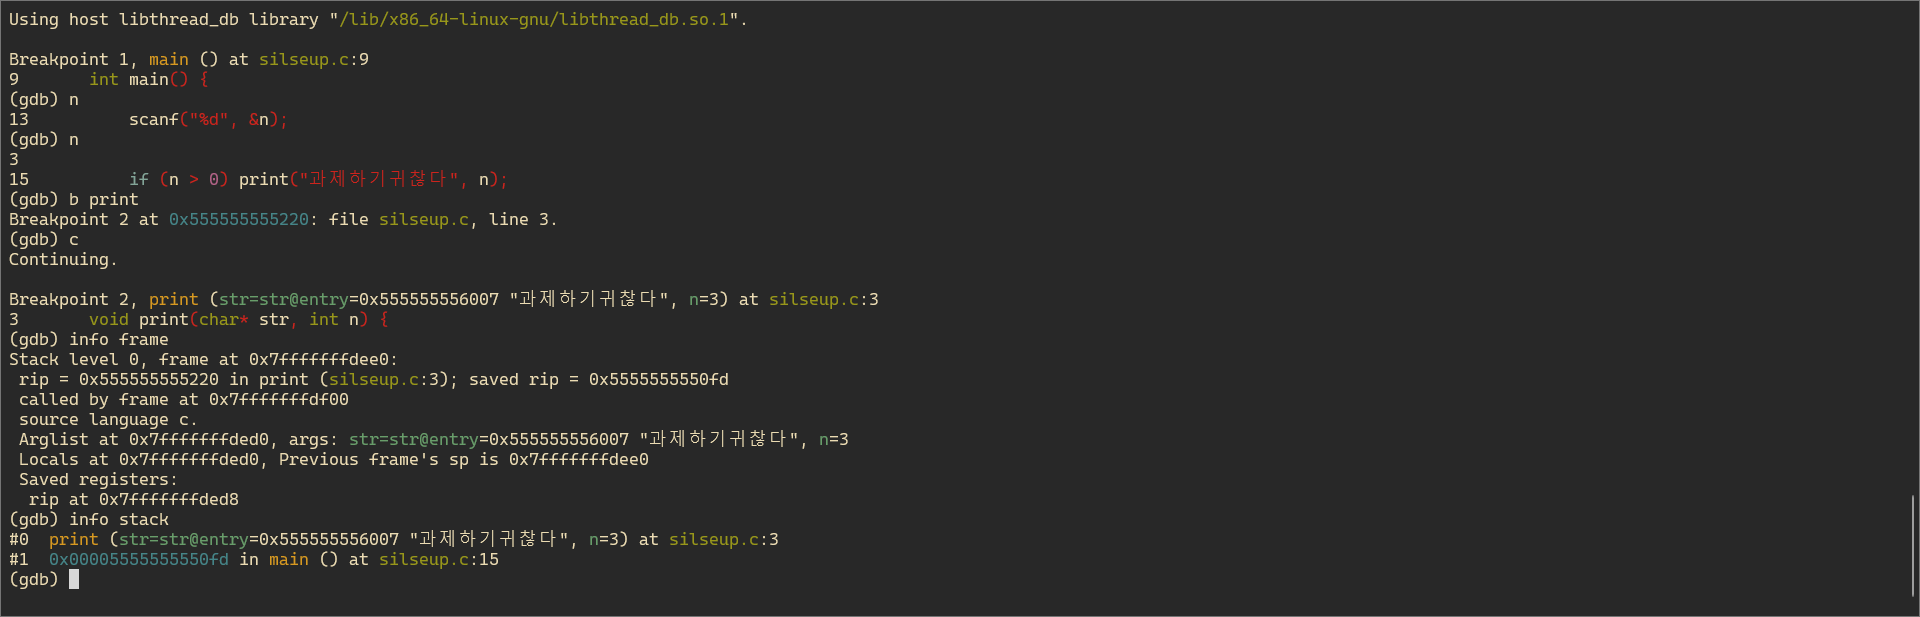 Using host libthread_db library "/lib/x86_64-linux-gnu/libthread_db.so.1".
Breakpoint 1, main () at silseup.c:9
9       int main() {
(gdb) n
13          scanf("%d", &n);
(gdb) n
3
15          if (n > 0) print("과제하기귀찮다", n);
(gdb) b print
Breakpoint 2 at 0x555555555220: file silseup.c, line 3.
(gdb) c
Continuing.
Breakpoint 2, print (str=str@entry=0x555555556007 "과제하기귀찮다", n=3) at silseup.c:3
3       void print(char* str, int n) {
(gdb) info frame
Stack level 0, frame at 0x7fffffffdee0:
 rip = 0x555555555220 in print (silseup.c:3); saved rip = 0x5555555550fd
 called by frame at 0x7fffffffdf00
 source language c.
 Arglist at 0x7fffffffded0, args: str=str@entry=0x555555556007 "과제하기귀찮다", n=3
 Locals at 0x7fffffffded0, Previous frame's sp is 0x7fffffffdee0
 Saved registers:
  rip at 0x7fffffffded8
(gdb) info stack
#0  print (str=str@entry=0x555555556007 "과제하기귀찮다", n=3) at silseup.c:3
#1  0x00005555555550fd in main () at silseup.c:15
(gdb)